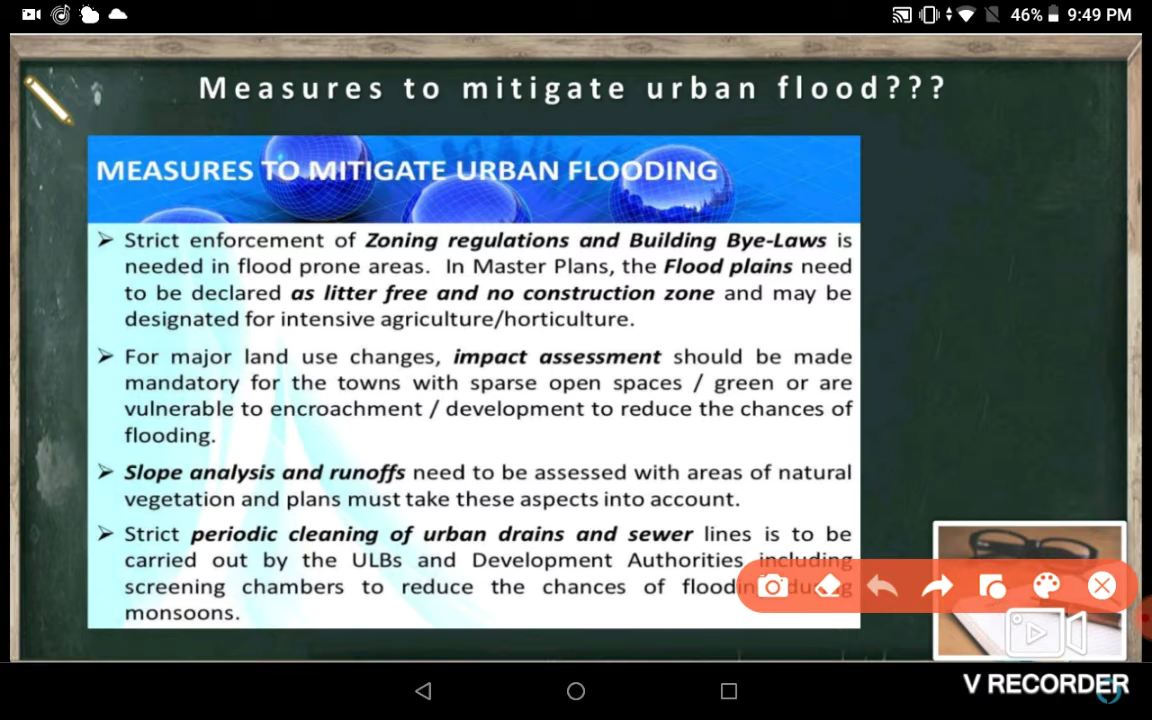 46% 9:49 PM
Measures to mitigate urban flood???
MEASURES TO MITIGATE URBAN FLOODING
➢ Strict enforcement of Zoning regulations and Building Bye-Laws is
needed in flood prone areas. In Master Plans, the Flood plains need
to be declared as litter free and no construction zone and may be
designated for intensive agriculture/horticulture.
➢ For major land use changes, impact assessment should be made
mandatory for the towns with sparse open spaces / green or are
vulnerable to encroachment / development to reduce the chances of
flooding.
➢ Slope analysis and runoffs need to be assessed with areas of natural
vegetation and plans must take these aspects into account.
➢ Strict periodic cleaning of urban drains and sewer lines is to be
carried out by the ULBs and Development Authorities including
screening chambers to reduce the chances of flooding during
monsoons.
V RECORDER